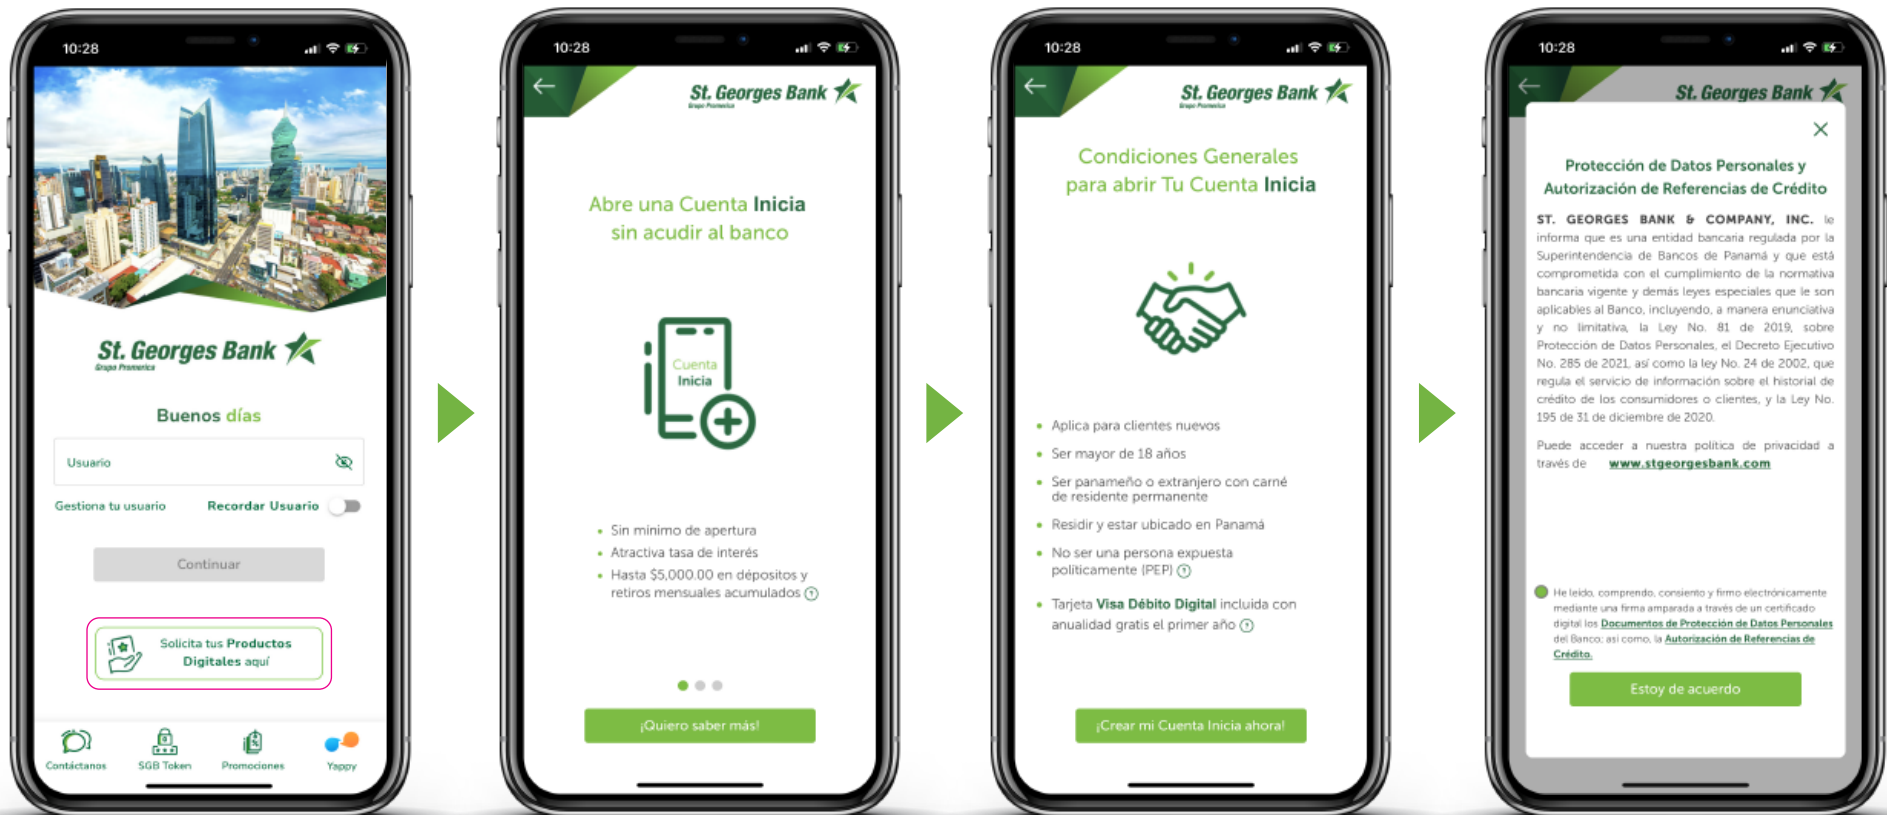 10:28
St. Georges Bank
Grupo Promerica
Buenos días
Usuario
Gestiona tu usuario
Recordar Usuario
Continuar
Solicita tus Productos
Digitales aquí
Contáctanos
SGB Token
Promociones
Yappy
10:28
St. Georges Bank
Grupo Promerica
Abre una Cuenta Inicia
sin acudir al banco
Cuenta
Inicia
• Sin mínimo de apertura
• Atractiva tasa de interés
• Hasta $5,000.00 en dépositos y
retiros mensuales acumulados
¡Quiero saber más!
10:28
St. Georges Bank
Grupo Promerica
Condiciones Generales
para abrir Tu Cuenta Inicia
• Aplica para clientes nuevos
• Ser mayor de 18 años
• Ser panameño o extranjero con carné
de residente permanente
• Residir y estar ubicado en Panamá
• No ser una persona expuesta
políticamente (PEP)
• Tarjeta Visa Débito Digital incluida con
anualidad gratis el primer año
¡Crear mi Cuenta Inicia ahora!
10:28
St. Georges Bank
Protección de Datos Personales y
Autorización de Referencias de Crédito
ST. GEORGES BANK & COMPANY, INC. le
informa que es una entidad bancaria regulada por la
Superintendencia de Bancos de Panamá y que está
comprometida con el cumplimiento de la normativa
bancaria vigente y demás leyes especiales que le son
aplicables al Banco, incluyendo, a manera enunciativa
y no limitativa, la Ley No. 81 de 2019, sobre
Protección de Datos Personales, el Decreto Ejecutivo
No. 285 de 2021, así como la ley No. 24 de 2002, que
regula el servicio de información sobre el historial de
crédito de los consumidores o clientes, y la Ley No.
195 de 31 de diciembre de 2020.
Puede acceder a nuestra política de privacidad a
través de www.stgeorgesbank.com
He leído, comprendo, consiento y firmo electrónicamente
mediante una firma amparada a través de un certificado
digital los Documentos de Protección de Datos Personales
del Banco; asi como, la Autorización de Referencias de
Crédito.
Estoy de acuerdo